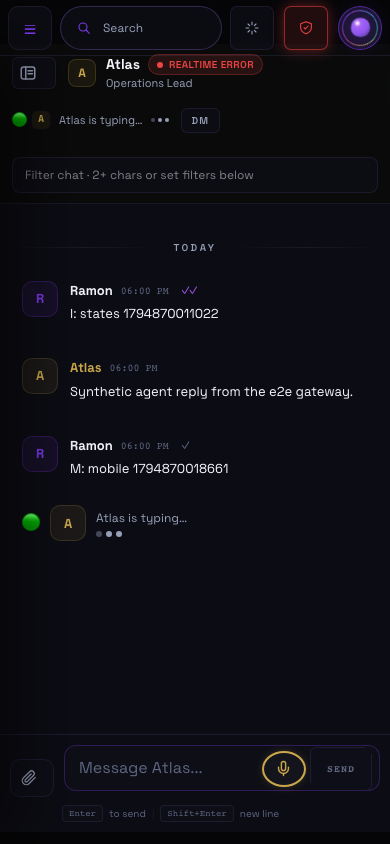 Search
A
Atlas
REALTIME ERROR
Operations Lead
A
Atlas is typing...
DM
Filter chat · 2+ chars or set filters below
TODAY
R
Ramon 06:00 PM
I: states 1794870011022
A
Atlas 06:00 PM
Synthetic agent reply from the e2e gateway.
R
Ramon 06:00 PM
M: mobile 1794870018661
A
Atlas is typing...
Message Atlas...
SEND
Enter to send Shift+Enter new line